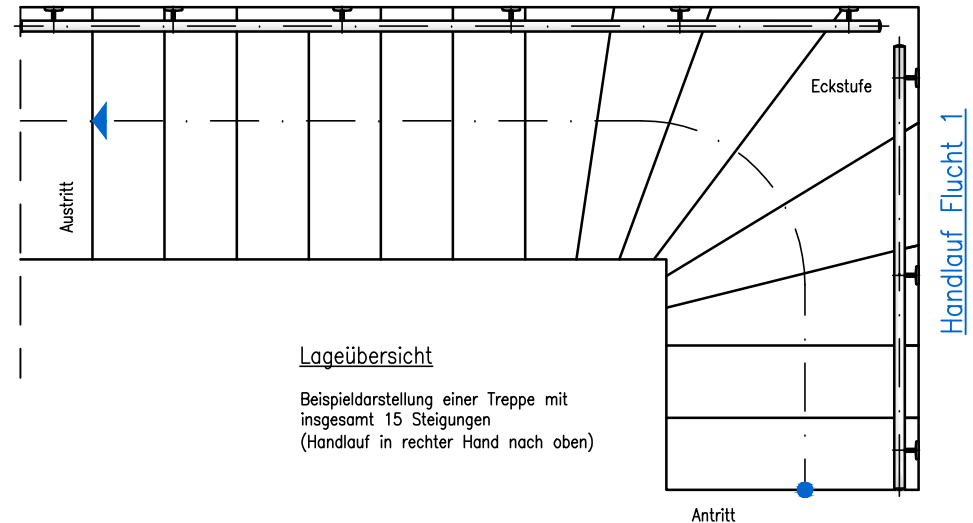 Eckstufe
Handlauf Flucht 1
Austritt
Lageübersicht
Beispieldarstellung einer Treppe mit
insgesamt 15 Steigungen
(Handlauf in rechter Hand nach oben)
Antritt